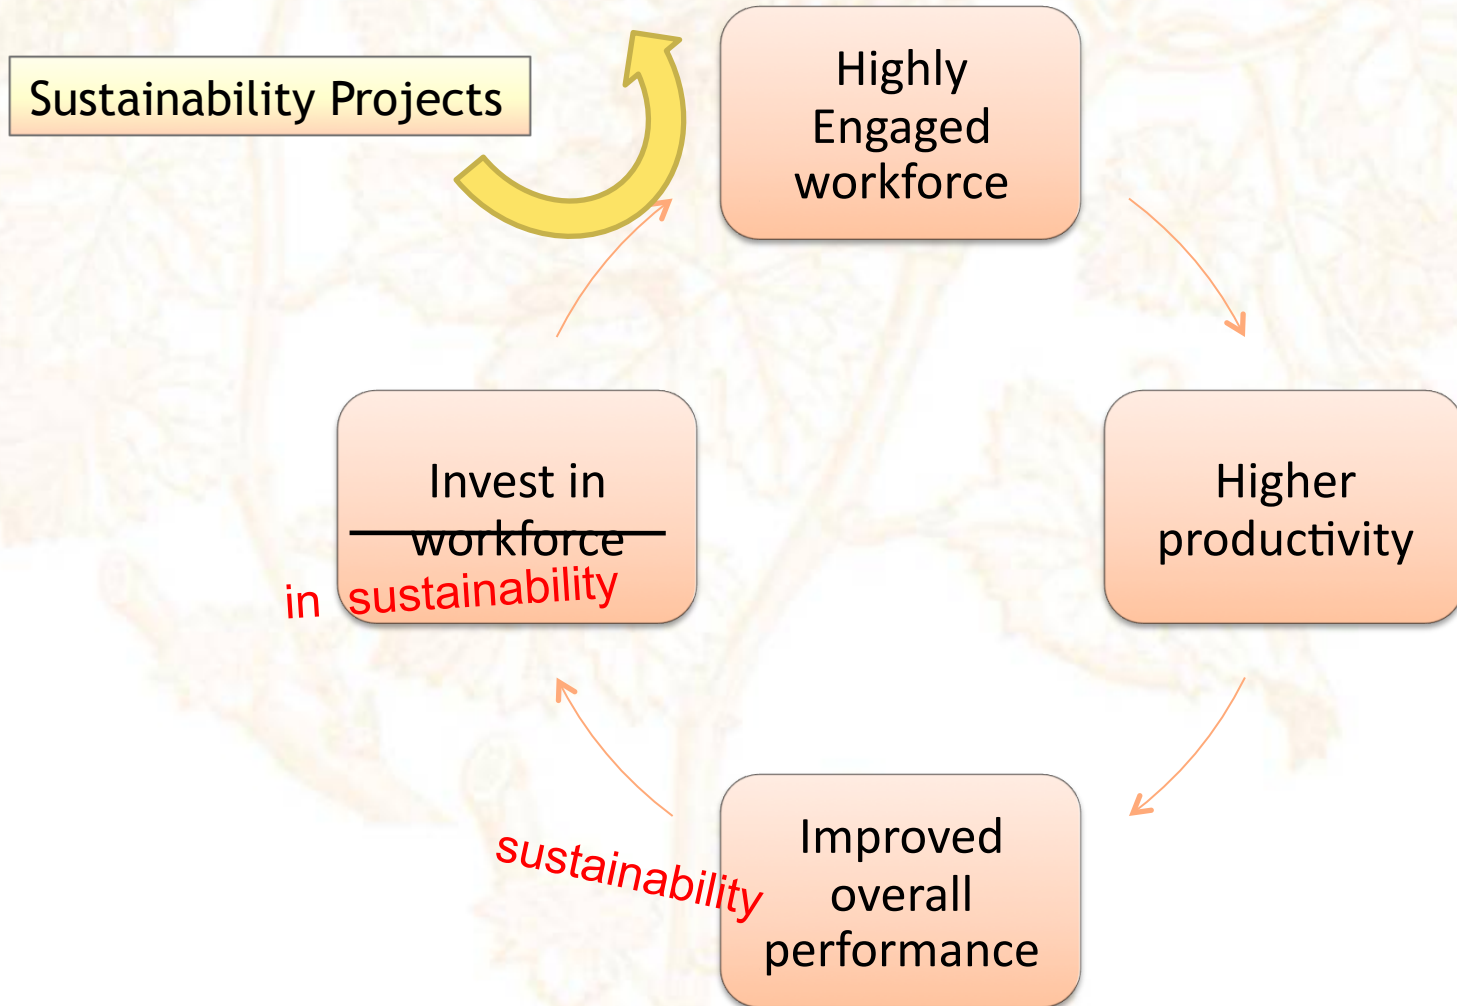 Sustainability Projects
Highly
Engaged
workforce
Invest in
workforce
in sustainability
Higher
productivity
sustainability
Improved
overall
performance